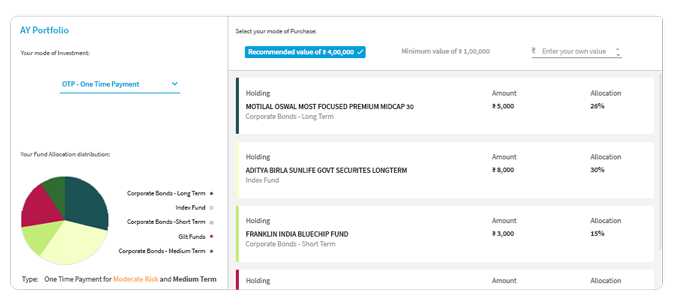 AY Portfolio
Your mode of Investment:
OTP - One Time Payment
Your Fund Allocation distribution:
Corporate Bonds - Long Term
Index Fund
Corporate Bonds -Short Term
Gilt Funds
Corporate Bonds - Medium Term
Type: One Time Payment for Moderate Risk and Medium Term
Select your mode of Purchase:
Recommended value of ₹ 4,00,000 ✓ Minimum value of ₹ 1,00,000 ₹ Enter your own value
Holding Amount Allocation
MOTILAL OSWAL MOST FOCUSED PREMIUM MIDCAP 30 ₹ 5,000 26%
Corporate Bonds - Long Term
Holding Amount Allocation
ADITYA BIRLA SUNLIFE GOVT SECURITES LONGTERM ₹ 8,000 30%
Index Fund
Holding Amount Allocation
FRANKLIN INDIA BLUECHIP FUND ₹ 3,000 15%
Corporate Bonds - Short Term
Holding Amount Allocation